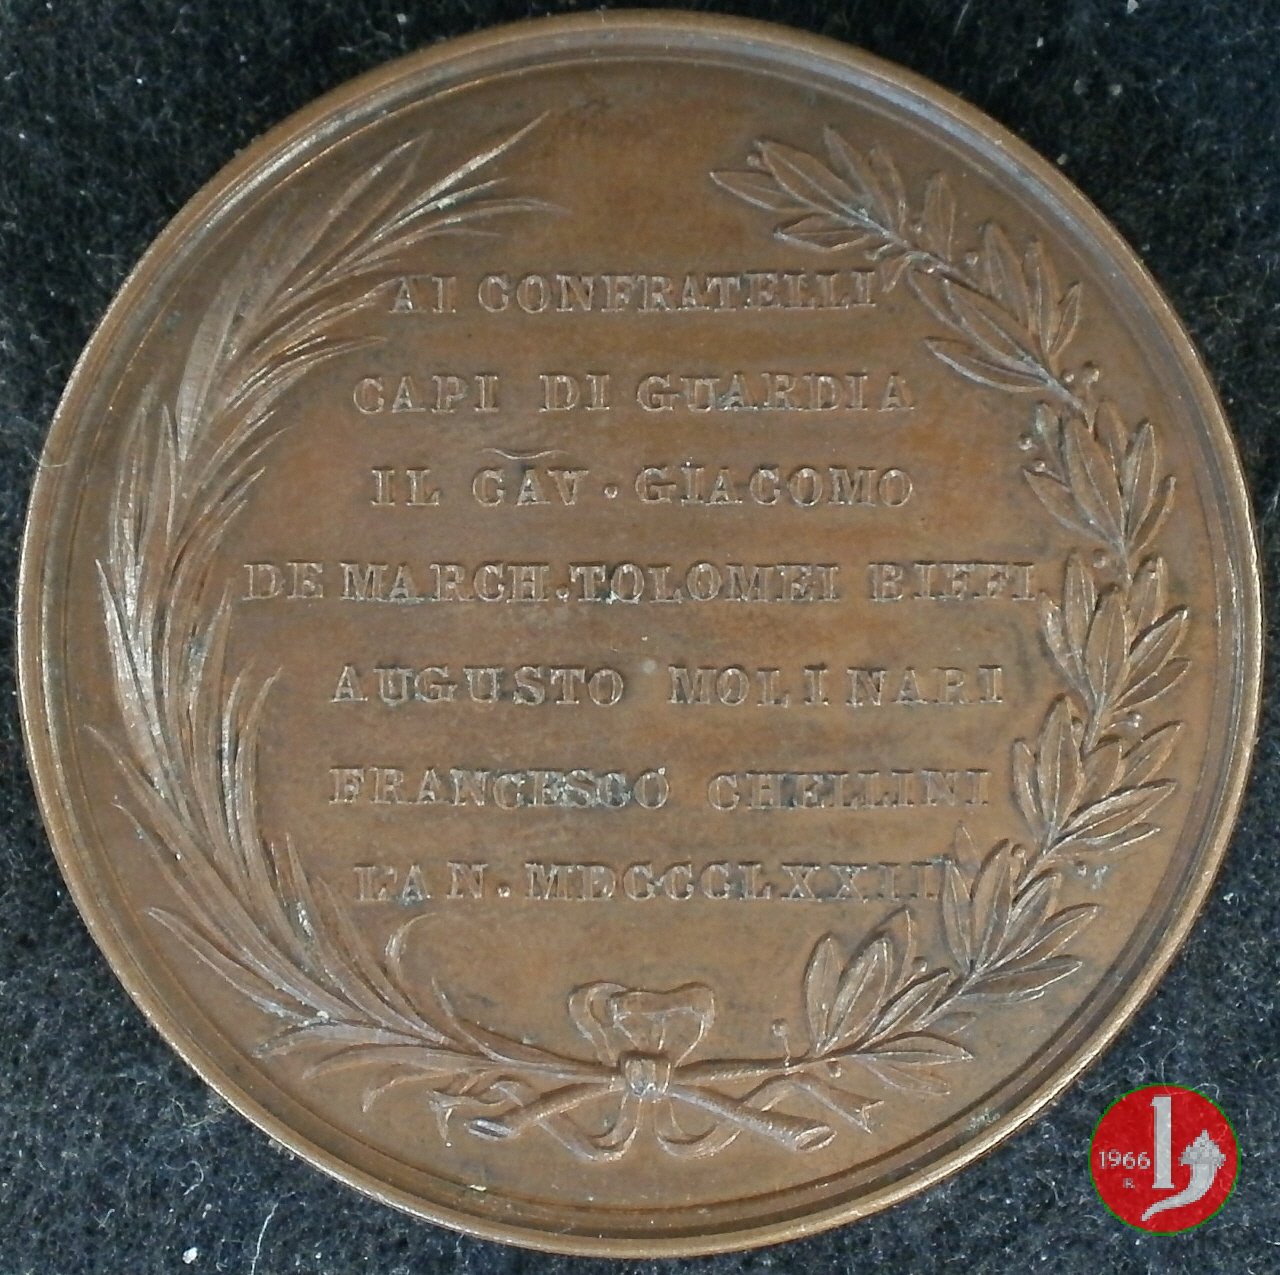 AI CONFRATELLI
CAPI DI GUARDIA
IL CAV. GIACOMO
DE MARCH. TOLOMEI BIFFI
AUGUSTO MOLINARI
FRANCESCO CHELLINI
L'AN. MDCCCLXXII
1966
R